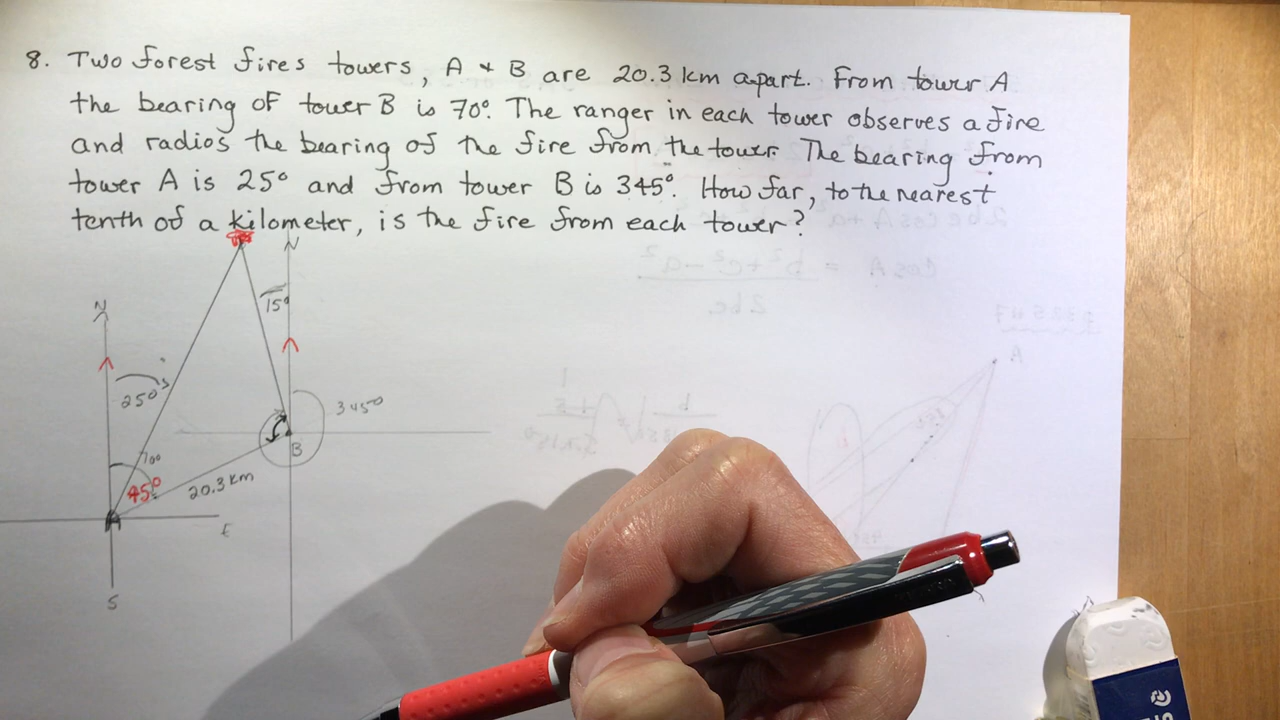 8. Two forest fires towers, A & B are 20.3 km apart. From tower A
the bearing of tower B is 70°. The ranger in each tower observes a fire
and radio's the bearing of the fire from the tower The bearing from
tower A is 25° and from tower B is 345°. How far, to the nearest
tenth of a kilometer, is the fire from each tower?
N
N
15°
25°
345°
B
70°
45°
20.3 km
A
E
S